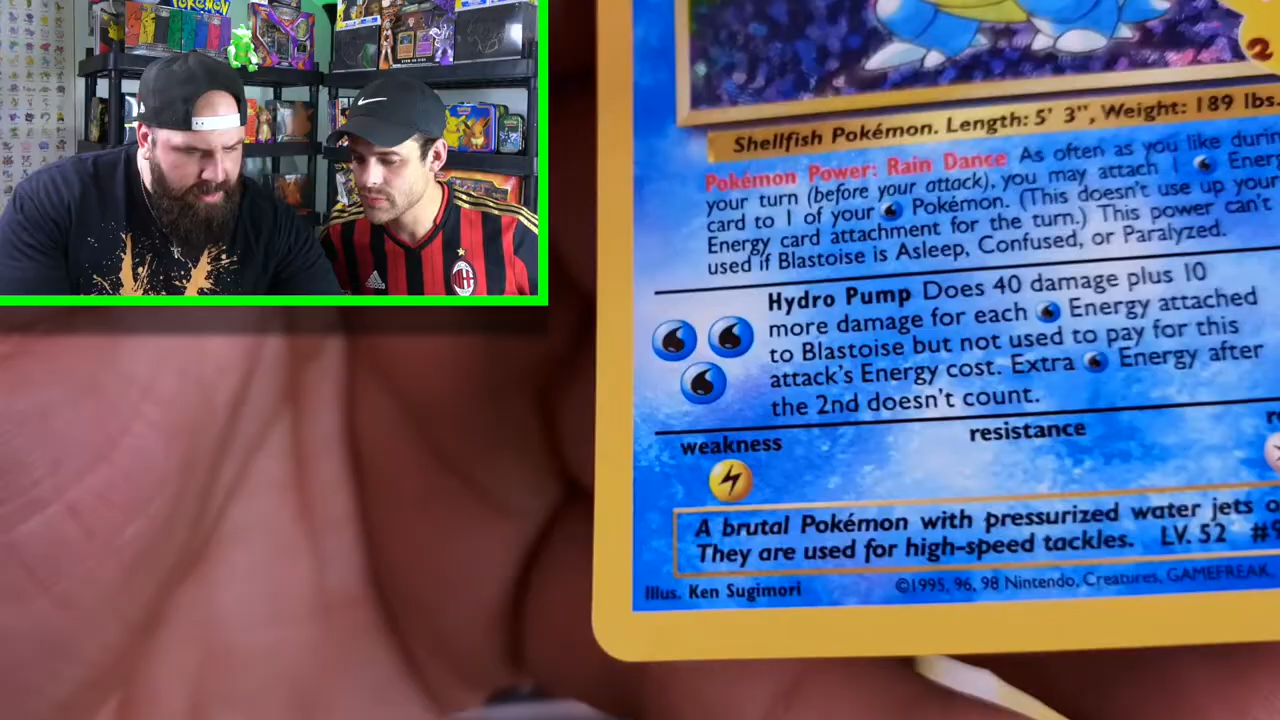 POKÉMON
2
Shellfish Pokémon. Length: 5' 3", Weight: 189 lbs.
Pokémon Power: Rain Dance As often as you like
your turn (before your attack), you may attach 1
card to 1 of your Pokémon. (This doesn't use up your
Energy card attachment for the turn.) This power can't
used if Blastoise is Asleep, Confused, or Paralyzed.
Hydro Pump Does 40 damage plus 10
more damage for each Energy attached
to Blastoise but not used to pay for this
attack's Energy cost. Extra Energy after
the 2nd doesn't count.
weakness
resistance
A brutal Pokémon with pressurized water jets
They are used for high-speed tackles. LV. 52 #9
Illus. Ken Sugimori
©1995, 96, 98 Nintendo, Creatures, GAMEFREAK.